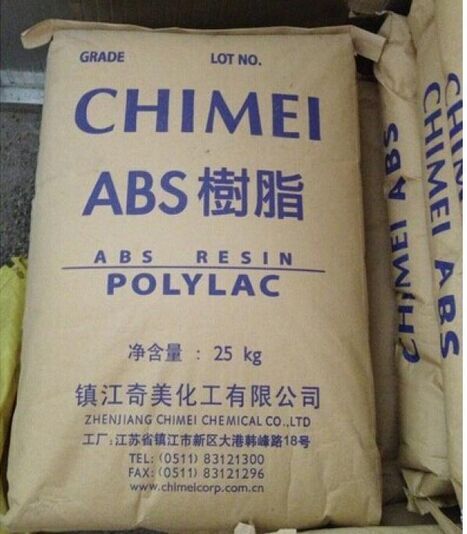 GRADE LOT NO.
CHIMEI
ABS樹脂
ABS RESIN
POLYLAC
净含量 : 25 kg
镇江奇美化工有限公司
ZHENJIANG CHIMEI CHEMICAL CO.,LTD
工厂:江苏省镇江市新区大港韩峰路18号
TEL: (0511) 83121300
FAX: (0511) 83121296
www.chimeicorp.com.cn
CHIMEI ABS
CHIMEI ABS